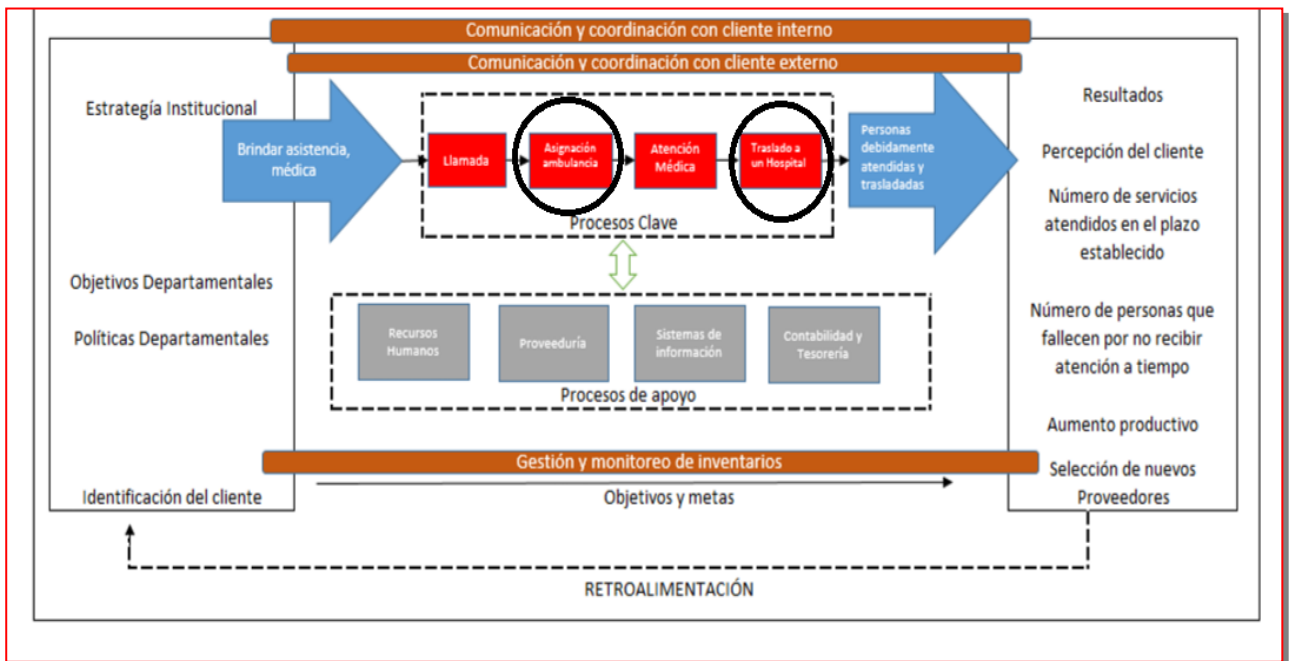 Comunicación y coordinación con cliente interno
Comunicación y coordinación con cliente externo
Estrategía Institucional
Objetivos Departamentales
Políticas Departamentales
Identificación del cliente
Brindar asistencia,
médica
Llamada
Asignación
ambulancia
Atención
Médica
Traslado a
un Hospital
Procesos Clave
Personas
debidamente
atendidas y
trasladadas
Recursos
Humanos
Proveeduría
Sistemas de
información
Contabilidad y
Tesorería
Procesos de apoyo
Gestión y monitoreo de inventarios
Objetivos y metas
Resultados
Percepción del cliente
Número de servicios
atendidos en el plazo
establecido
Número de personas que
fallecen por no recibir
atención a tiempo
Aumento productivo
Selección de nuevos
Proveedores
RETROALIMENTACIÓN